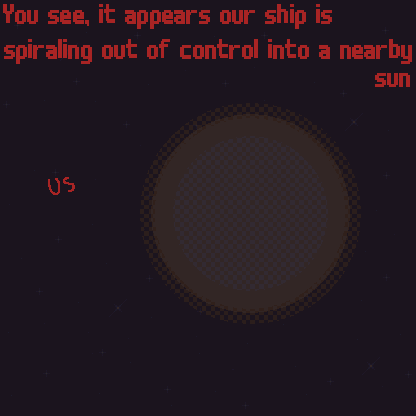 You see, it appears our ship is
spiraling out of control into a nearby
sun
US